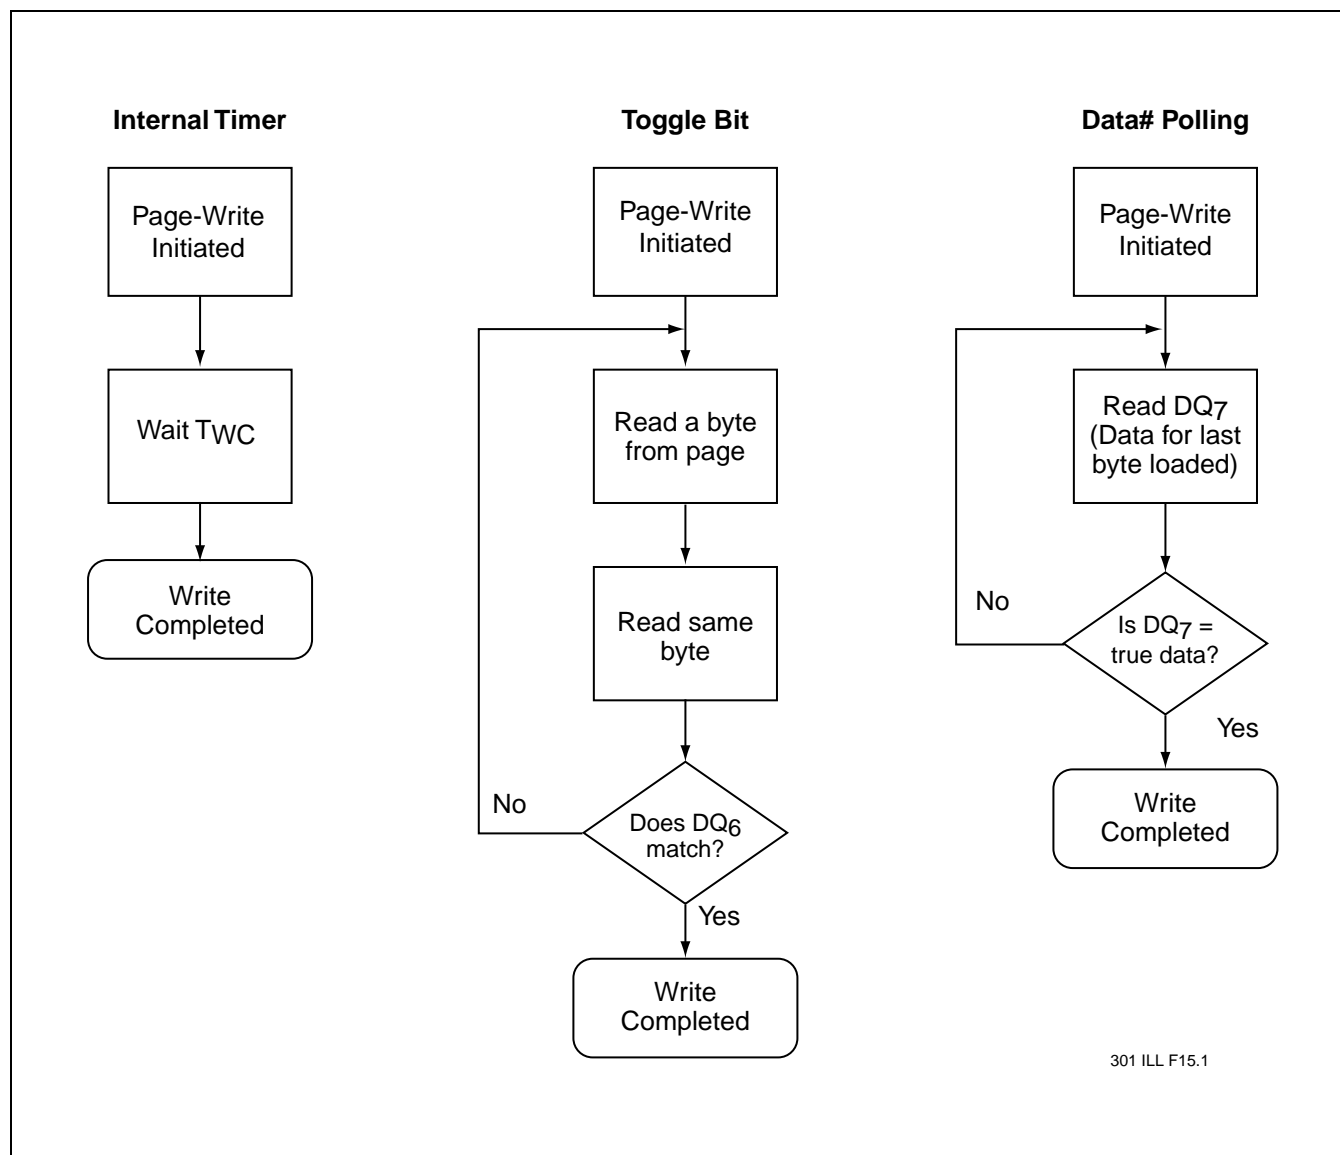 Internal Timer
Page-Write
Initiated
Wait TWC
Write
Completed
Toggle Bit
Page-Write
Initiated
Read a byte
from page
Read same
byte
No
Does DQ6
match?
Yes
Write
Completed
Data# Polling
Page-Write
Initiated
Read DQ7
(Data for last
byte loaded)
No
Is DQ7 =
true data?
Yes
Write
Completed
301 ILL F15.1